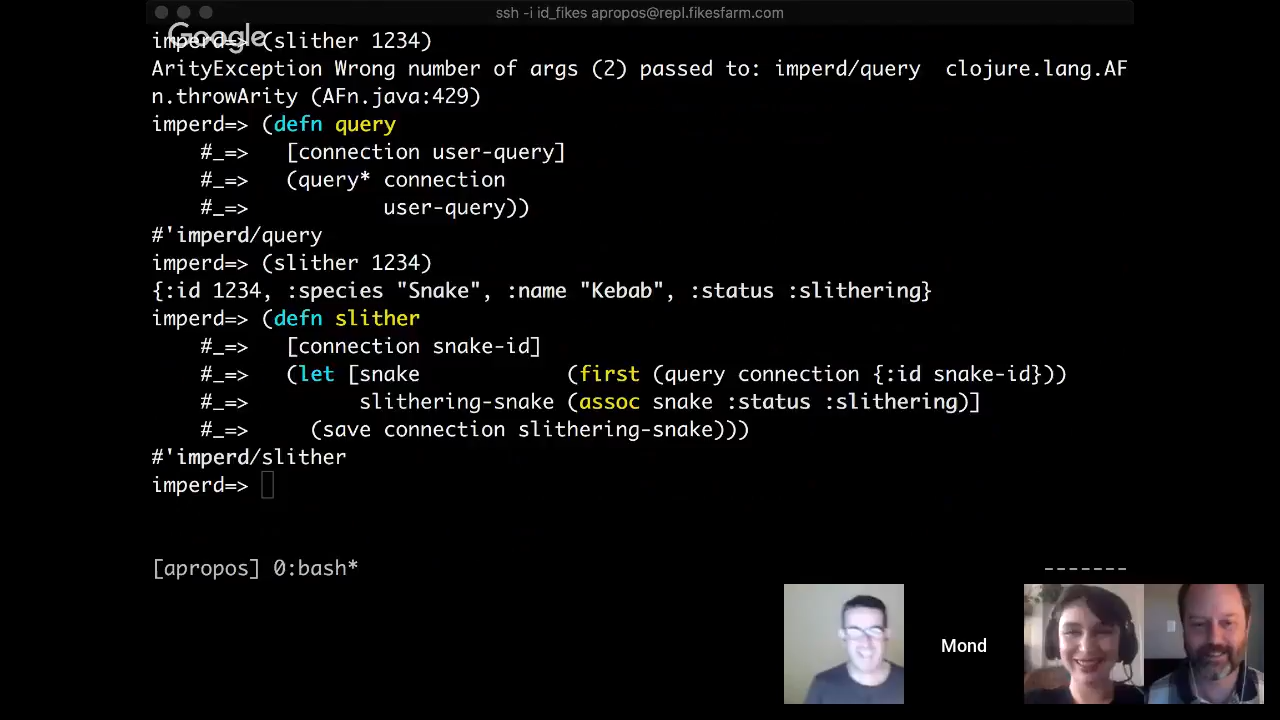 ssh -i id_fikes apropos@repl.fikesfarm.com
Google
imperd=> (slither 1234)
ArityException Wrong number of args (2) passed to: imperd/query  clojure.lang.AF
n.throwArity (AFn.java:429)
imperd=> (defn query
#_=>   [connection user-query]
#_=>   (query* connection
#_=>           user-query))
#'imperd/query
imperd=> (slither 1234)
{:id 1234, :species "Snake", :name "Kebab", :status :slithering}
imperd=> (defn slither
#_=>   [connection snake-id]
#_=>   (let [snake            (first (query connection {:id snake-id}))
#_=>         slithering-snake (assoc snake :status :slithering)]
#_=>     (save connection slithering-snake)))
#'imperd/slither
imperd=>
[apropos] 0:bash* -------
Mond